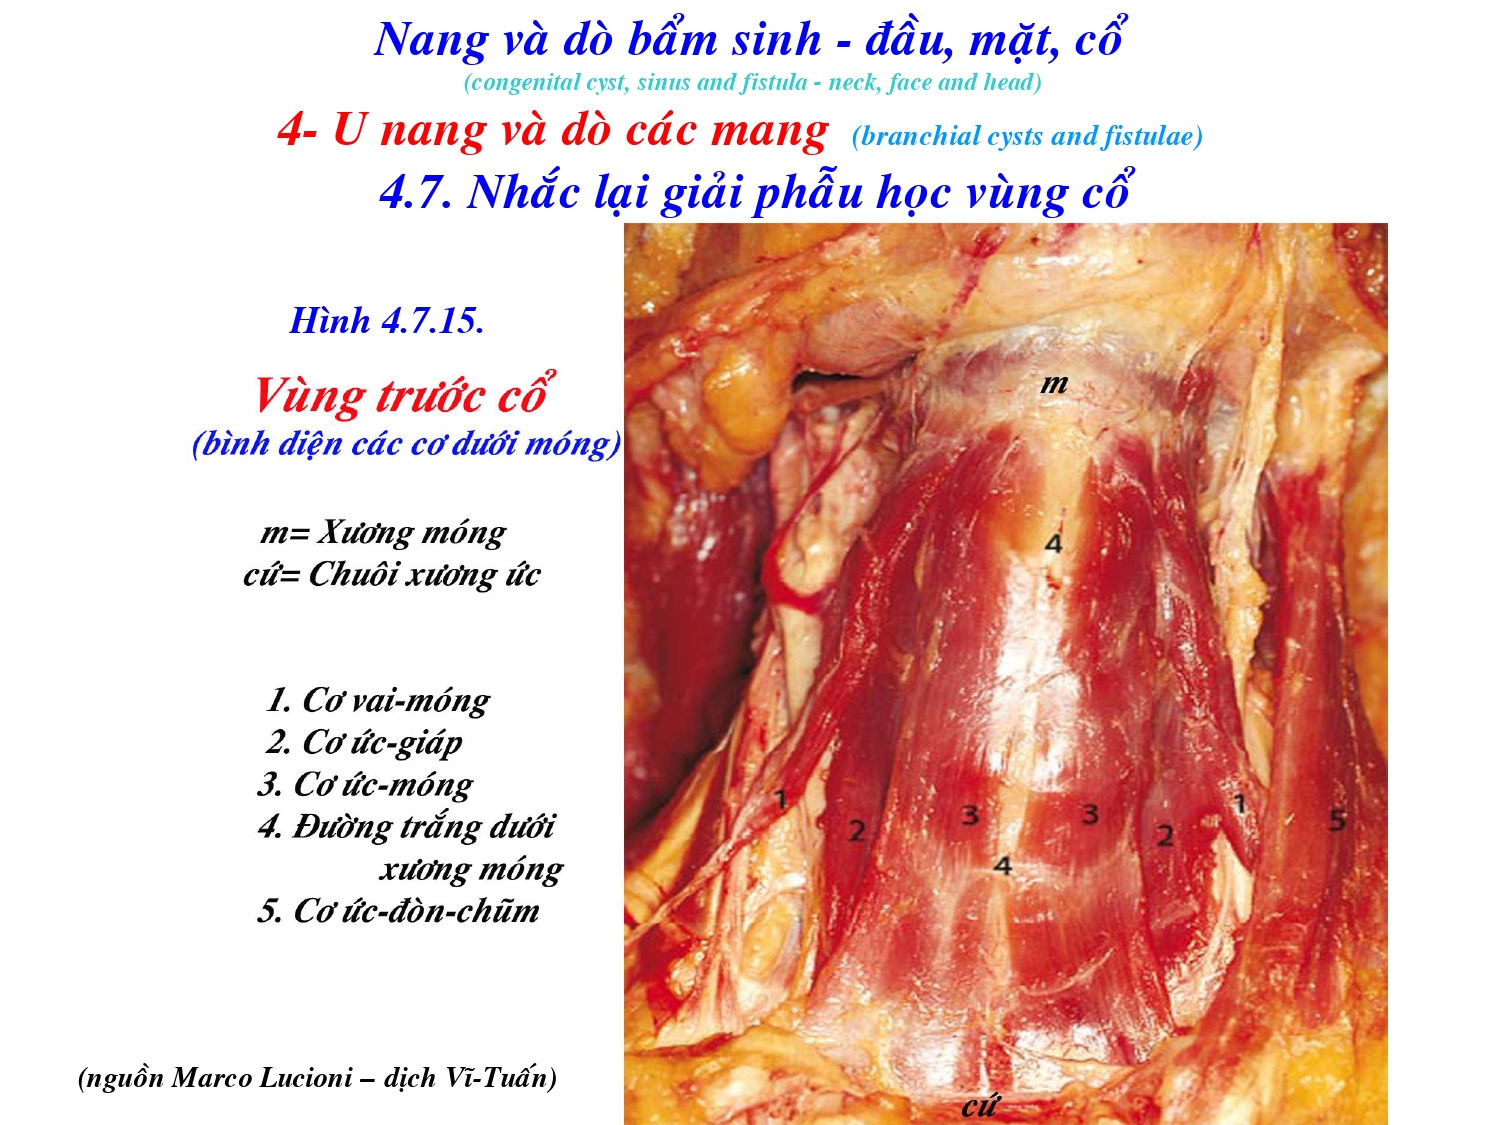 Nang và dò bẩm sinh - đầu, mặt, cổ
(congenital cyst, sinus and fistula - neck, face and head)
4- U nang và dò các mang (branchial cysts and fistulae)
4.7. Nhắc lại giải phẫu học vùng cổ
Hình 4.7.15.
Vùng trước cổ
(bình diện các cơ dưới móng)
m= Xương móng
cứ= Chuôi xương ức
1. Cơ vai-móng
2. Cơ ức-giáp
3. Cơ ức-móng
4. Đường trắng dưới
xương móng
5. Cơ ức-đòn-chũm
(nguồn Marco Lucioni – dịch Vĩ-Tuấn)
m
4
1 2 3 3 2 1 5
4
cứ